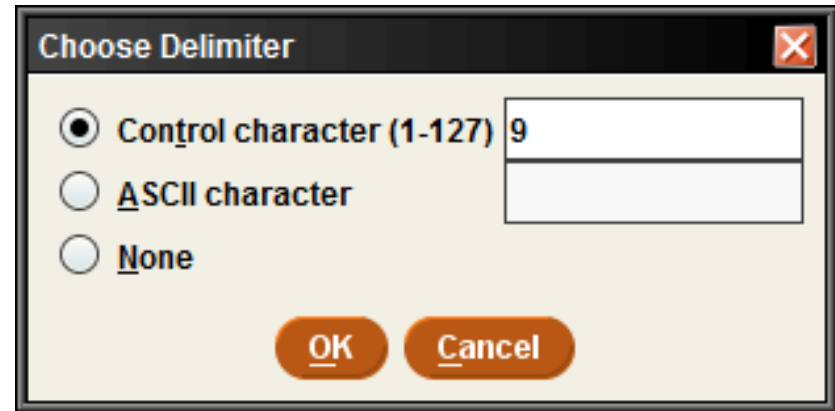 Choose Delimiter
Control character (1-127) 9
ASCII character
None
OK Cancel